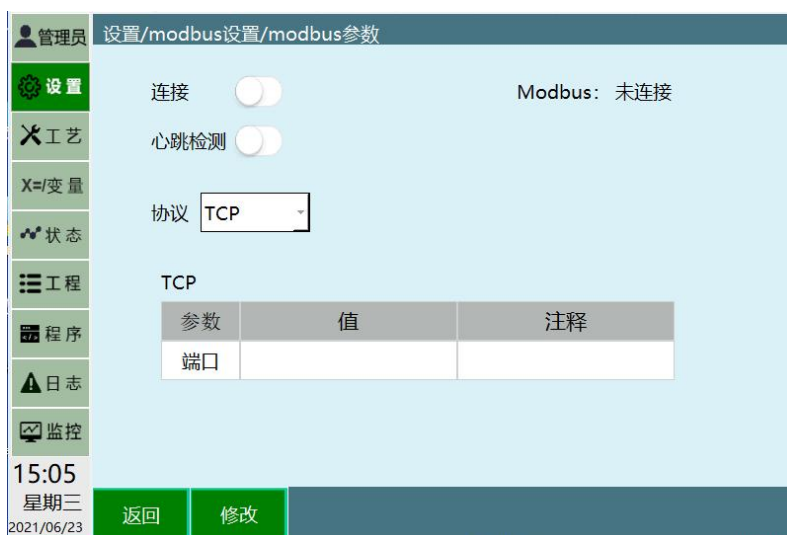 管理员
设置/modbus设置/modbus参数
设置
连接
Modbus: 未连接
工艺
心跳检测
X=/变量
协议 TCP
状态
工程
TCP
参数 值 注释
程序
端口
日志
监控
15:05
星期三
2021/06/23
返回 修改